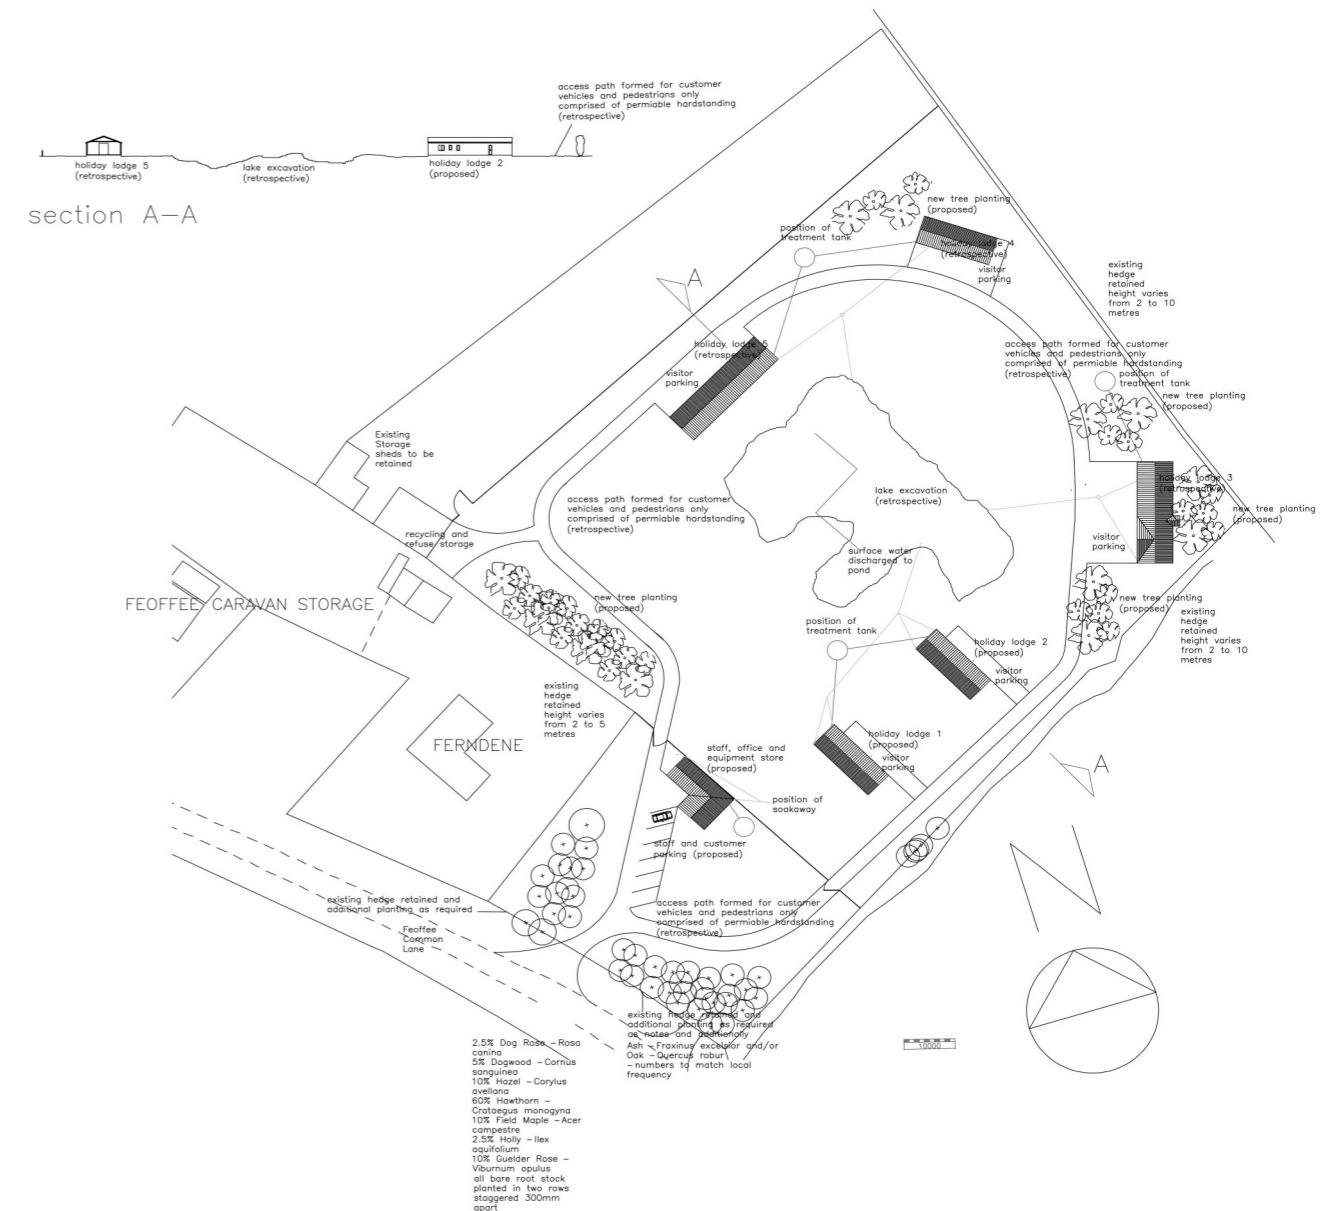 access path formed for customer
vehicles and pedestrians only
comprised of permiable hardstanding
(retrospective)
holiday lodge 5
(retrospective)
lake excavation
(retrospective)
holiday lodge 2
(proposed)
section A-A
new tree planting
(proposed)
position of
treatment tank
holiday lodge 4
(retrospective)
visitor
parking
A
existing
hedge
retained
height varies
from 2 to 10
metres
holiday lodge 5
(retrospective)
visitor
parking
access path formed for customer
vehicles and pedestrians only
comprised of permiable hardstanding
(retrospective)
position of
treatment tank
new tree planting
(proposed)
Existing
Storage
sheds to be
retained
holiday lodge 3
(retrospective)
lake excavation
(retrospective)
access path formed for customer
vehicles and pedestrians only
comprised of permiable hardstanding
(retrospective)
new tree planting
(proposed)
recycling and
refuse storage
visitor
parking
surface water
discharged to
pond
FEOFFEE CARAVAN STORAGE
new tree planting
(proposed)
new tree planting
(proposed)
existing
hedge
retained
height varies
from 2 to 10
metres
position of
treatment tank
holiday lodge 2
(proposed)
visitor
parking
existing
hedge
retained
height varies
from 2 to 5
metres
FERNDENE
holiday lodge 1
(proposed)
visitor
parking
staff, office and
equipment store
(proposed)
A
position of
soakaway
staff and customer
parking (proposed)
existing hedge retained and
additional planting as required
access path formed for customer
vehicles and pedestrians only
comprised of permiable hardstanding
(retrospective)
Feoffee
Common
Lane
existing hedge retained and
additional planting as required
as notes and additionally
Ash -Fraxinus excelsior and/or
Oak -Quercus robur
-numbers to match local
frequency
10000
2.5% Dog Rose -Rosa
canina
5% Dogwood -Cornus
sanguinea
10% Hazel -Corylus
avellana
60% Hawthorn -
Crataegus monogyna
10% Field Maple -Acer
campestre
2.5% Holly -Ilex
aquifolium
10% Guelder Rose -
Viburnum opulus
all bare root stock
planted in two rows
staggered 300mm
apart